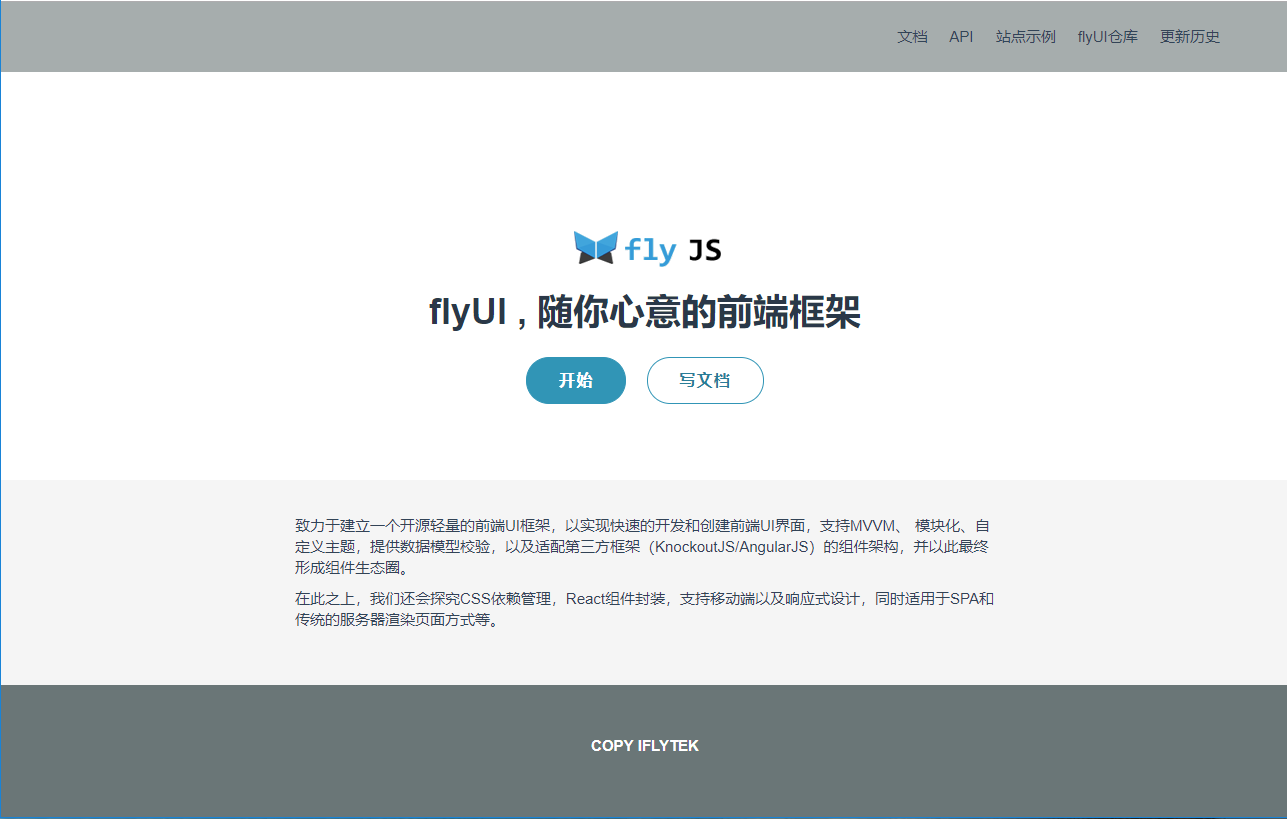 文档 API 站点示例 flyUI仓库 更新历史
fly JS
flyUI , 随你心意的前端框架
开始 写文档
致力于建立一个开源轻量的前端UI框架，以实现快速的开发和创建前端UI界面，支持MVVM、 模块化、自
定义主题，提供数据模型校验，以及适配第三方框架（KnockoutJS/AngularJS）的组件架构，并以此最终
形成组件生态圈。
在此之上，我们还会探究CSS依赖管理，React组件封装，支持移动端以及响应式设计，同时适用于SPA和
传统的服务器渲染页面方式等。
COPY IFLYTEK